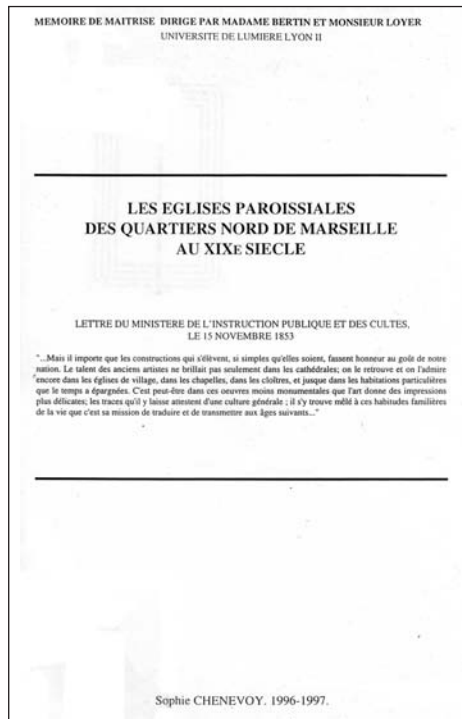 MEMOIRE DE MAITRISE DIRIGE PAR MADAME BERTIN ET MONSIEUR LOYER
UNIVERSITE DE LUMIERE LYON II
LES EGLISES PAROISSIALES
DES QUARTIERS NORD DE MARSEILLE
AU XIXE SIECLE
LETTRE DU MINISTERE DE L'INSTRUCTION PUBLIQUE ET DES CULTES,
LE 15 NOVEMBRE 1853
"...Mais il importe que les constructions qui s'élèvent, si simples qu'elles soient, fassent honneur au goût de notre
nation. Le talent des anciens artistes ne brillait pas seulement dans les cathédrales; on le retrouve et on l'admire
encore dans les églises de village, dans les chapelles, dans les cloîtres, et jusque dans les habitations particulières
que le temps a épargnées. C'est peut-être dans ces oeuvres moins monumentales que l'art donne des impressions
plus délicates; les traces qu'il y laisse attestent d'une culture générale ; il s'y trouve mêlé à ces habitudes familières
de la vie que c'est sa mission de traduire et de transmettre aux âges suivants..."
Sophie CHENEVOY. 1996-1997.